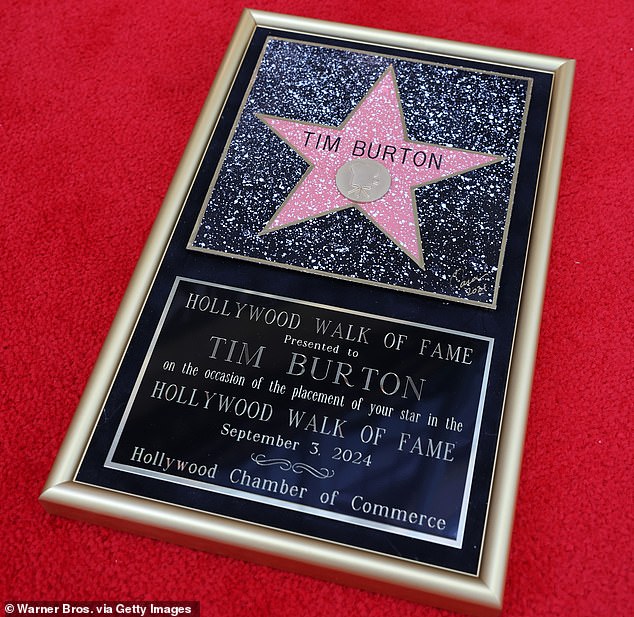 TIM BURTON
HOLLYWOOD WALK OF FAME
Presented to
TIM BURTON
on the occasion of the placement of your star in the
HOLLYWOOD WALK OF FAME
September 3, 2024
Hollywood Chamber of Commerce
© Warner Bros. via Getty Images